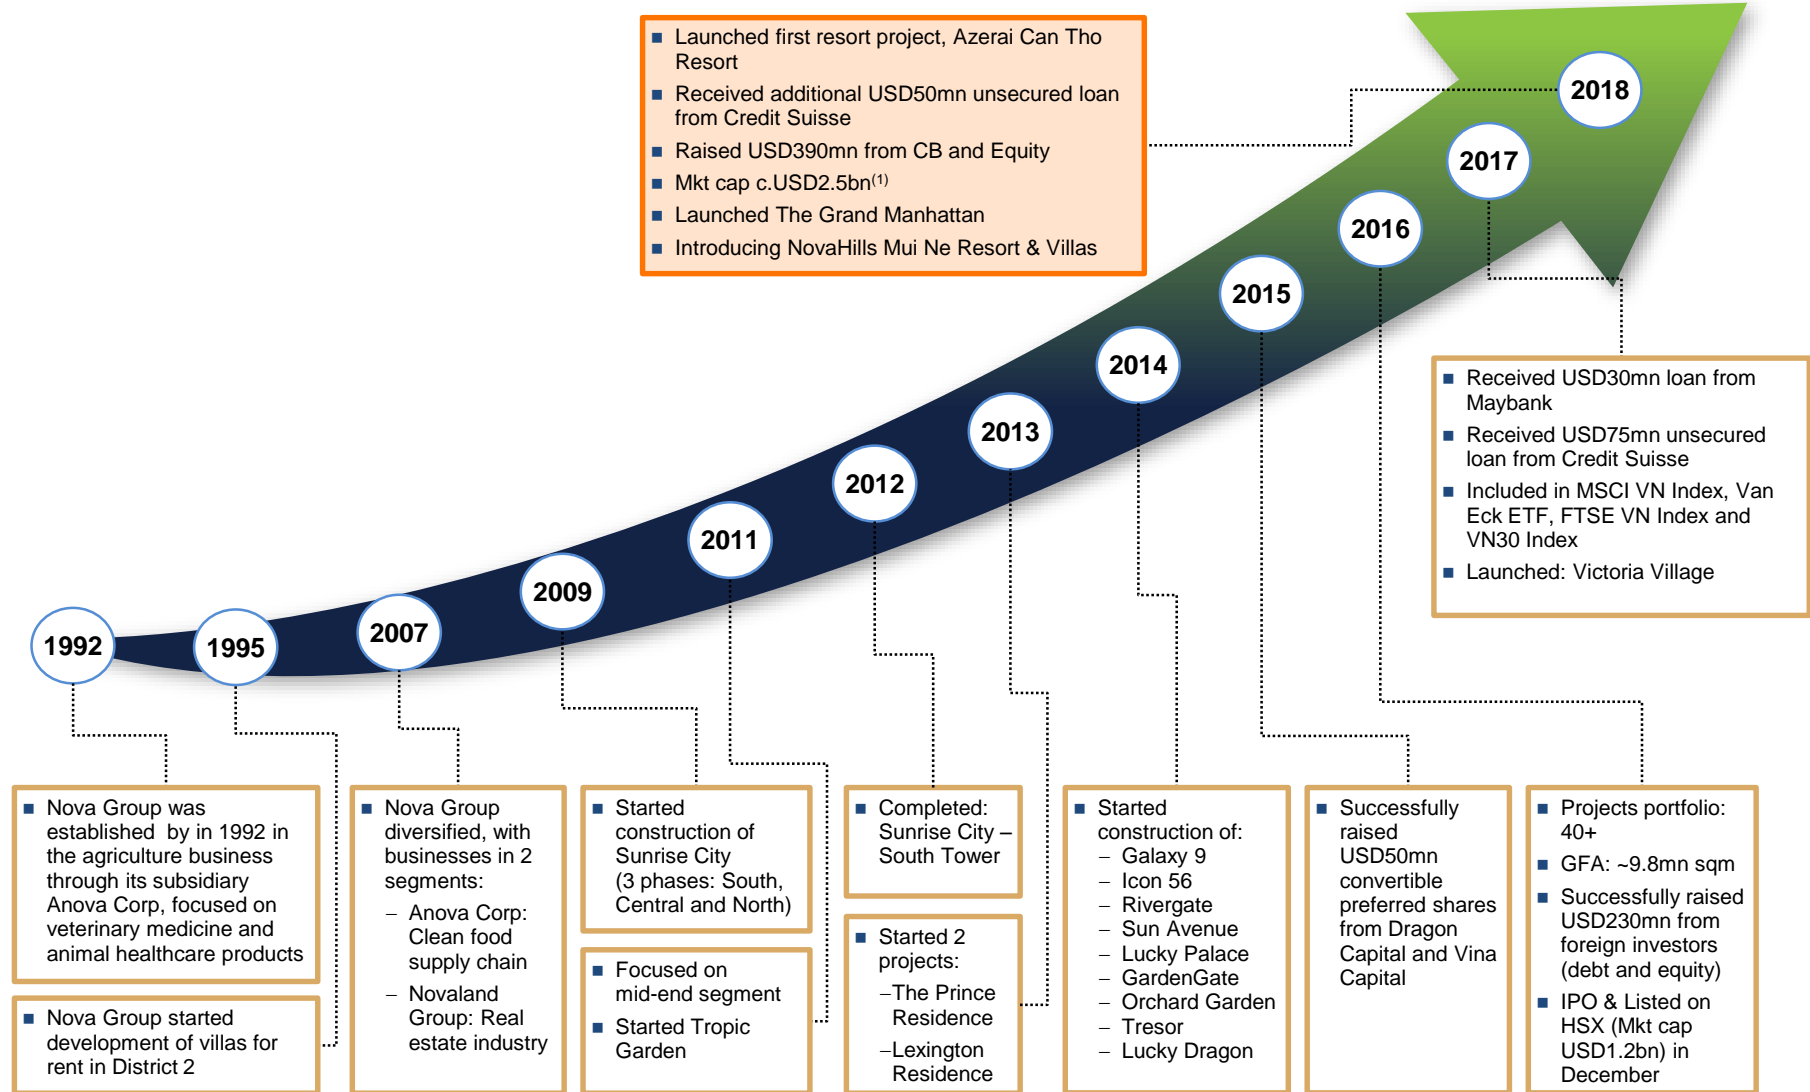 Launched first resort project, Azerai Can Tho
Resort
Received additional USD50mn unsecured loan
from Credit Suisse
Raised USD390mn from CB and Equity
Mkt cap c.USD2.5bn(1)
Launched The Grand Manhattan
Introducing NovaHills Mui Ne Resort & Villas
2018
2017
2016
2015
2014
2013
2012
2011
2009
2007
1995
1992
Received USD30mn loan from
Maybank
Received USD75mn unsecured
loan from Credit Suisse
Included in MSCI VN Index, Van
Eck ETF, FTSE VN Index and
VN30 Index
Launched: Victoria Village
Nova Group was
established  by in 1992 in
the agriculture business
through its subsidiary
Anova Corp, focused on
veterinary medicine and
animal healthcare products
Nova Group started
development of villas for
rent in District 2
Nova Group
diversified, with
businesses in 2
segments:
– Anova Corp:
Clean food
supply chain
– Novaland
Group: Real
estate industry
Started
construction of
Sunrise City
(3 phases: South,
Central and North)
Focused on
mid-end segment
Started Tropic
Garden
Completed:
Sunrise City –
South Tower
Started 2
projects:
–The Prince
Residence
–Lexington
Residence
Started
construction of:
– Galaxy 9
– Icon 56
– Rivergate
– Sun Avenue
– Lucky Palace
– GardenGate
– Orchard Garden
– Tresor
– Lucky Dragon
Successfully
raised
USD50mn
convertible
preferred shares
from Dragon
Capital and Vina
Capital
Projects portfolio:
40+
GFA: ~9.8mn sqm
Successfully raised
USD230mn from
foreign investors
(debt and equity)
IPO & Listed on
HSX (Mkt cap
USD1.2bn) in
December